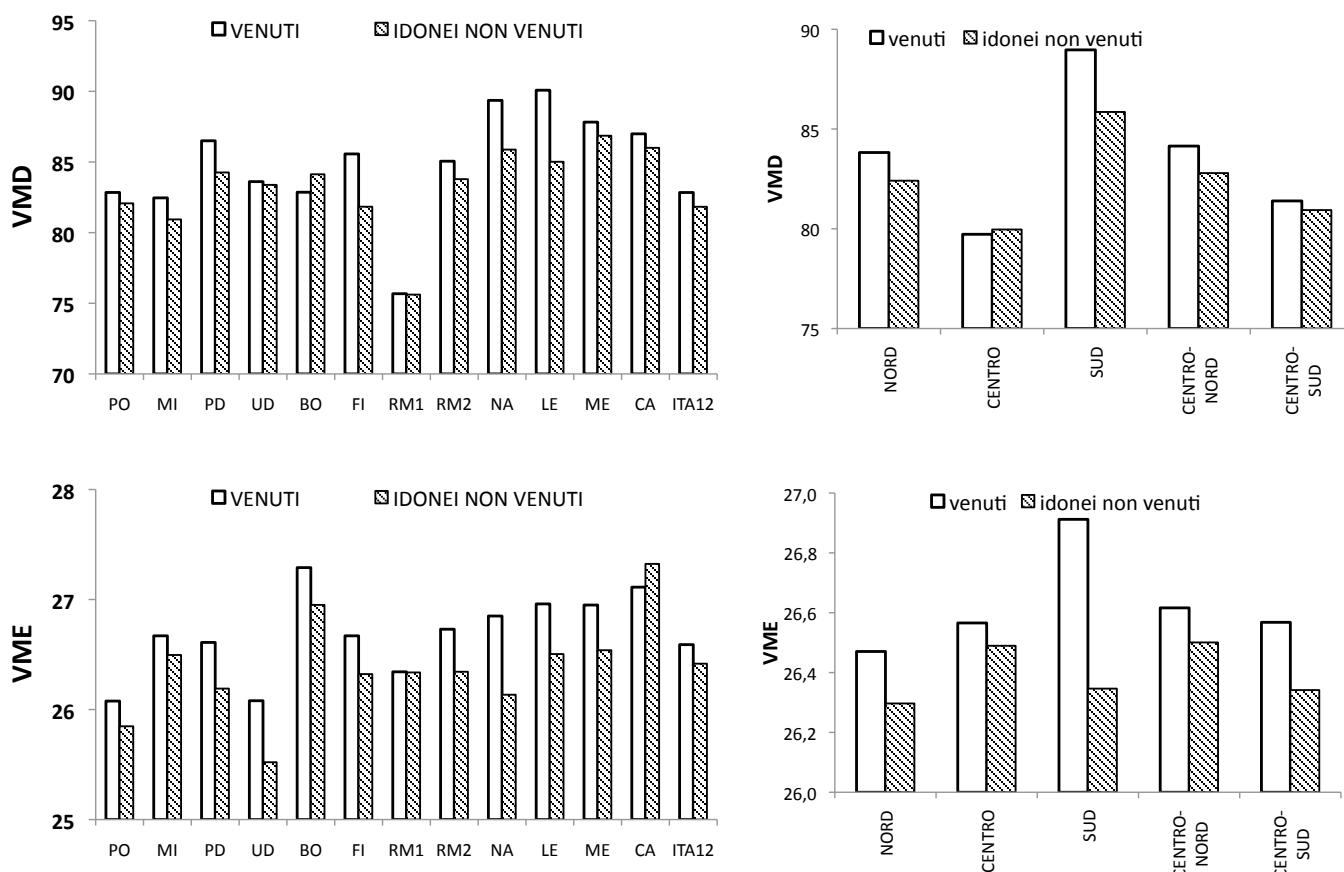 VENUTI IDONEI NON VENUTI
95
90
85
80
75
70
VMD
PO MI PD UD BO FI RM1 RM2 NA LE ME CA ITA12
venuti idonei non venuti
90
85
80
75
VMD
NORD
CENTRO
SUD
CENTRO-
NORD
CENTRO-
SUD
VENUTI IDONEI NON VENUTI
28
27
26
25
VME
PO MI PD UD BO FI RM1 RM2 NA LE ME CA ITA12
venuti idonei non venuti
27,0
26,8
26,6
26,4
26,2
26,0
VME
NORD
CENTRO
SUD
CENTRO-
NORD
CENTRO-
SUD